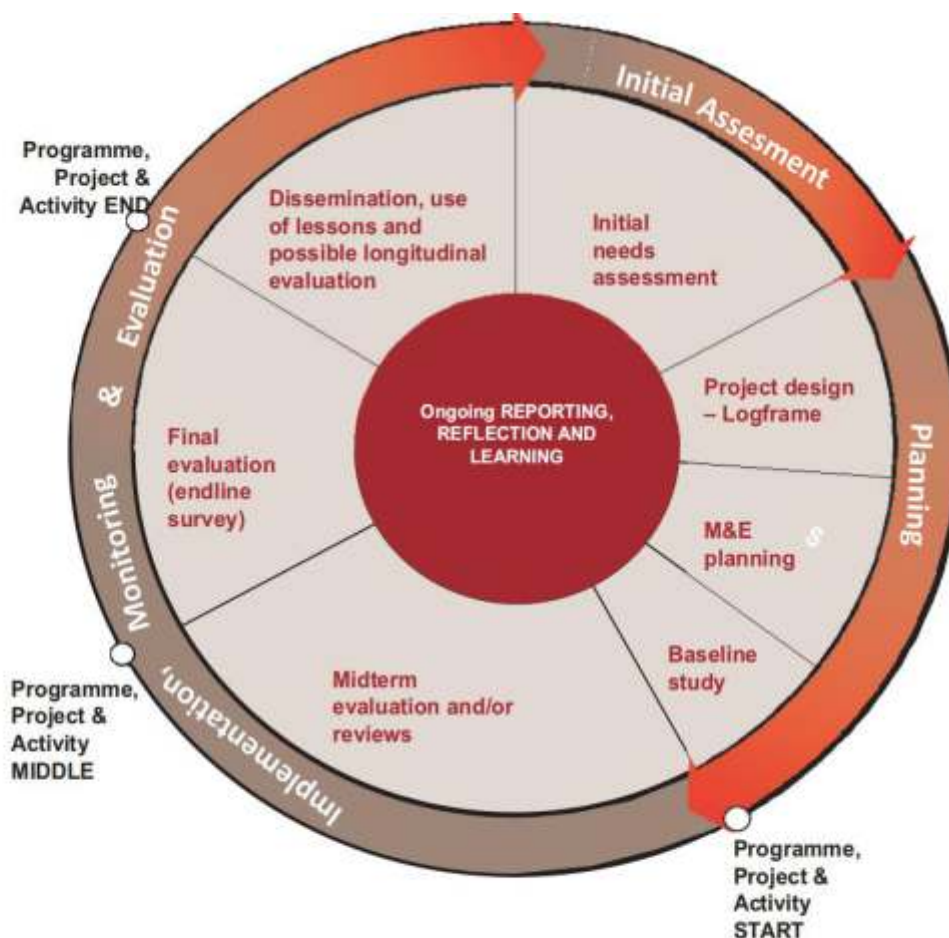 Initial Assesment
Planning
Implementation,
Monitoring & Evaluation
Programme,
Project &
Activity END
Dissemination, use
of lessons and
possible longitudinal
evaluation
Initial
needs
assessment
Project design
– Logframe
Ongoing REPORTING,
REFLECTION AND
LEARNING
Final
evaluation
(endline
survey)
M&E
planning
s
Baseline
study
Midterm
evaluation and/or
reviews
Programme,
Project &
Activity
MIDDLE
Programme,
Project &
Activity
START